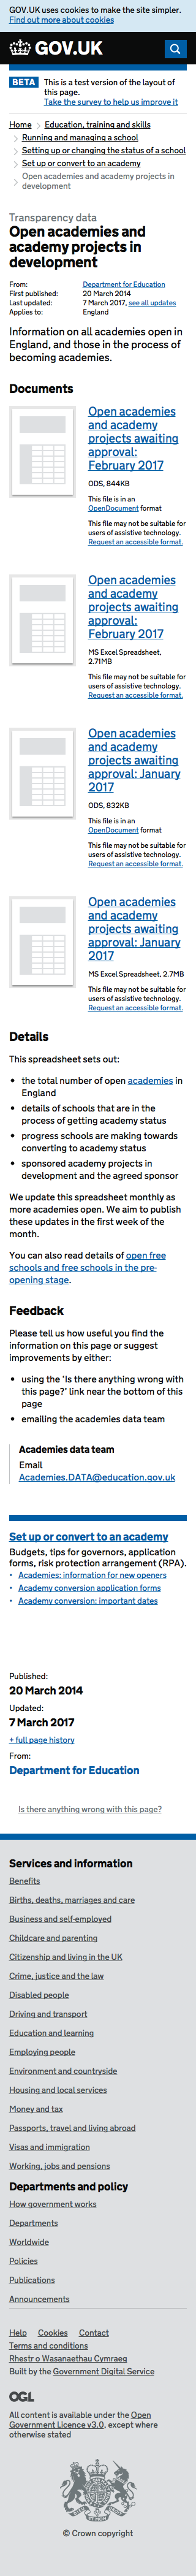 GOV.UK uses cookies to make the site simpler.
Find out more about cookies
GOV.UK
BETA This is a test version of the layout of
this page.
Take the survey to help us improve it
Home
Education, training and skills
Running and managing a school
Setting up or changing the status of a school
Set up or convert to an academy
Open academies and academy projects in
development
Transparency data
Open academies and
academy projects in
development
From: Department for Education
First published: 20 March 2014
Last updated: 7 March 2017, see all updates
Applies to: England
Information on all academies open in
England, and those in the process of
becoming academies.
Documents
Open academies
and academy
projects awaiting
approval:
February 2017
ODS, 844KB
This file is in an
OpenDocument format
This file may not be suitable for
users of assistive technology.
Request an accessible format.
Open academies
and academy
projects awaiting
approval:
February 2017
MS Excel Spreadsheet,
2.71MB
This file may not be suitable for
users of assistive technology.
Request an accessible format.
Open academies
and academy
projects awaiting
approval: January
2017
ODS, 832KB
This file is in an
OpenDocument format
This file may not be suitable for
users of assistive technology.
Request an accessible format.
Open academies
and academy
projects awaiting
approval: January
2017
MS Excel Spreadsheet, 2.7MB
This file may not be suitable for
users of assistive technology.
Request an accessible format.
Details
This spreadsheet sets out:
• the total number of open academies in
England
• details of schools that are in the
process of getting academy status
• progress schools are making towards
converting to academy status
• sponsored academy projects in
development and the agreed sponsor
We update this spreadsheet monthly as
more academies open. We aim to publish
these updates in the first week of the
month.
You can also read details of open free
schools and free schools in the pre-
opening stage.
Feedback
Please tell us how useful you find the
information on this page or suggest
improvements by either:
• using the ‘Is there anything wrong with
this page?’ link near the bottom of this
page
• emailing the academies data team
Academies data team
Email
Academies.DATA@education.gov.uk
Set up or convert to an academy
Budgets, tips for governors, application
forms, risk protection arrangement (RPA).
• Academies: information for new openers
• Academy conversion application forms
• Academy conversion: important dates
Published:
20 March 2014
Updated:
7 March 2017
+ full page history
From:
Department for Education
Is there anything wrong with this page?
Services and information
Benefits
Births, deaths, marriages and care
Business and self-employed
Childcare and parenting
Citizenship and living in the UK
Crime, justice and the law
Disabled people
Driving and transport
Education and learning
Employing people
Environment and countryside
Housing and local services
Money and tax
Passports, travel and living abroad
Visas and immigration
Working, jobs and pensions
Departments and policy
How government works
Departments
Worldwide
Policies
Publications
Announcements
Help Cookies Contact
Terms and conditions
Rhestr o Wasanaethau Cymraeg
Built by the Government Digital Service
OGL
All content is available under the Open
Government Licence v3.0, except where
otherwise stated
© Crown copyright